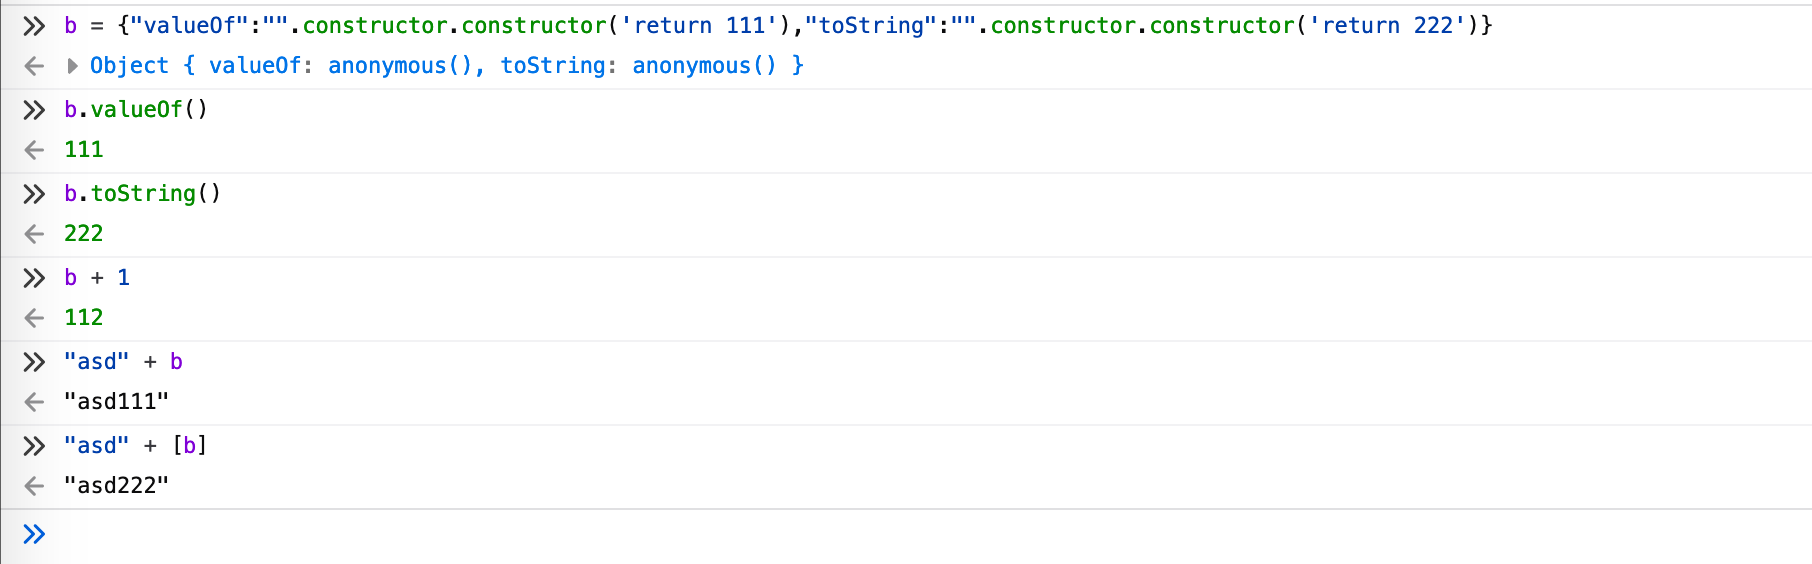 b = {"valueOf":"".constructor.constructor('return 111'),"toString":"".constructor.constructor('return 222')}
Object { valueOf: anonymous(), toString: anonymous() }
b.valueOf()
111
b.toString()
222
b + 1
112
"asd" + b
"asd111"
"asd" + [b]
"asd222"